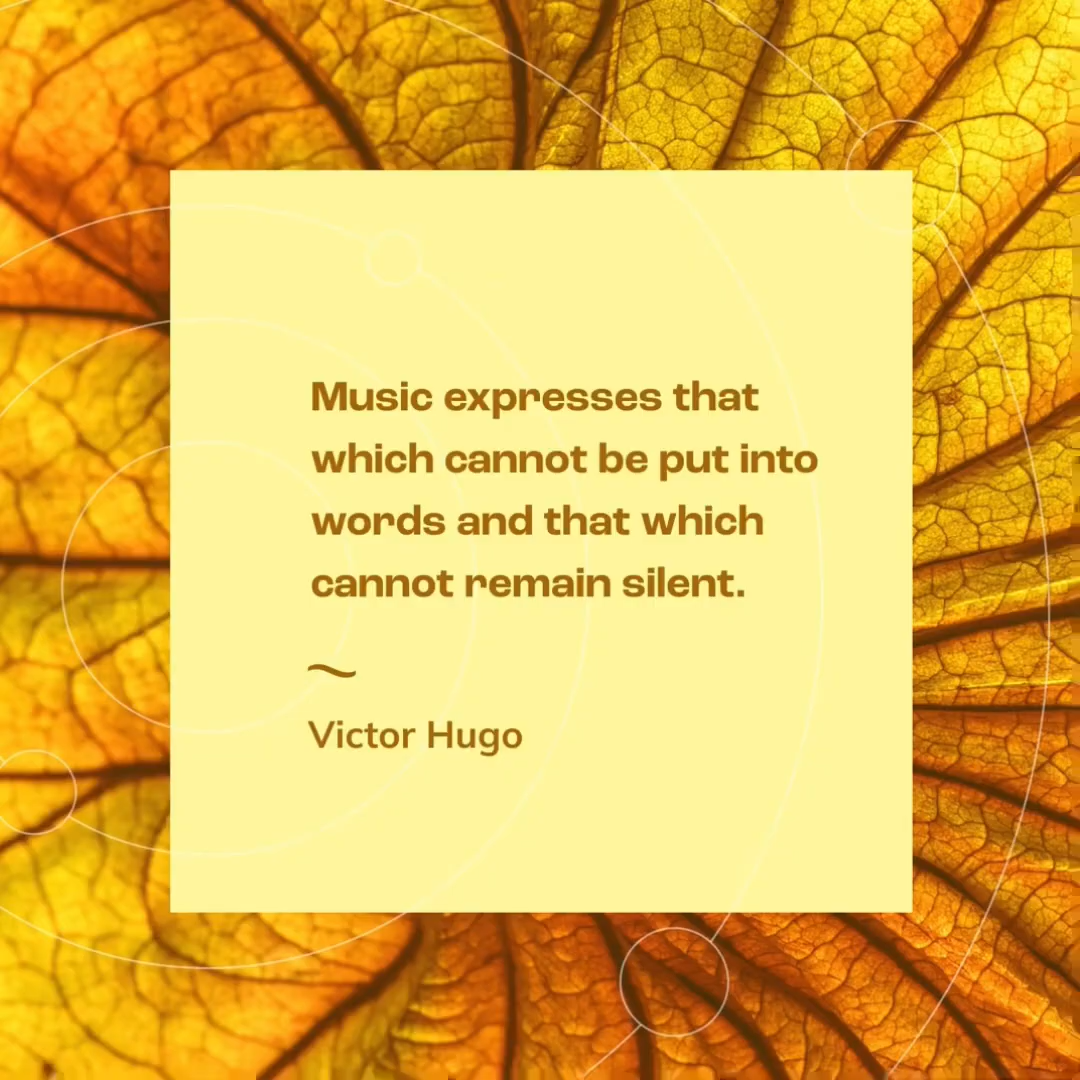 Music expresses that
which cannot be put into
words and that which
cannot remain silent.
~
Victor Hugo